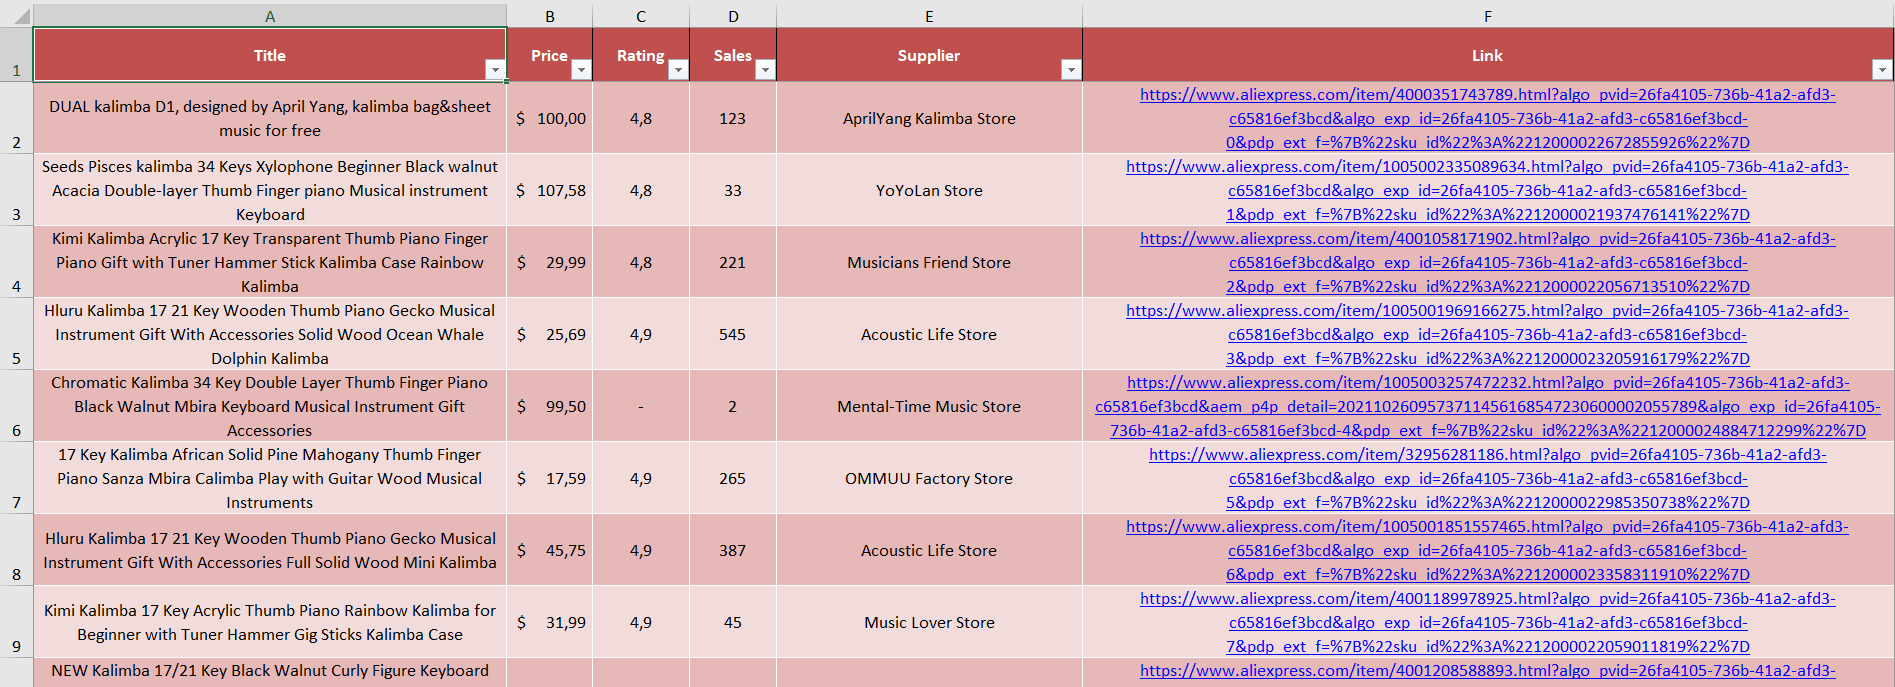 A B C D E F
1 Title Price Rating Sales Supplier Link
DUAL kalimba D1, designed by April Yang, kalimba bag&sheet
music for free
2 $ 100,00 4,8 123 AprilYang Kalimba Store
https://www.aliexpress.com/item/4000351743789.html?algo_pvid=26fa4105-736b-41a2-afd3-
c65816ef3bcd&algo_exp_id=26fa4105-736b-41a2-afd3-c65816ef3bcd-
0&pdp_ext_f=%7B%22sku_id%22%3A%2212000022672855926%22%7D
Seeds Pisces kalimba 34 Keys Xylophone Beginner Black walnut
Acacia Double-layer Thumb Finger piano Musical instrument
Keyboard
3 $ 107,58 4,8 33 YoYoLan Store
https://www.aliexpress.com/item/1005002335089634.html?algo_pvid=26fa4105-736b-41a2-afd3-
c65816ef3bcd&algo_exp_id=26fa4105-736b-41a2-afd3-c65816ef3bcd-
1&pdp_ext_f=%7B%22sku_id%22%3A%2212000021937476141%22%7D
Kimi Kalimba Acrylic 17 Key Transparent Thumb Piano Finger
Piano Gift with Tuner Hammer Stick Kalimba Case Rainbow
Kalimba
4 $ 29,99 4,8 221 Musicians Friend Store
https://www.aliexpress.com/item/4001058171902.html?algo_pvid=26fa4105-736b-41a2-afd3-
c65816ef3bcd&algo_exp_id=26fa4105-736b-41a2-afd3-c65816ef3bcd-
2&pdp_ext_f=%7B%22sku_id%22%3A%2212000022056713510%22%7D
Hluru Kalimba 17 21 Key Wooden Thumb Piano Gecko Musical
Instrument Gift With Accessories Solid Wood Ocean Whale
Dolphin Kalimba
5 $ 25,69 4,9 545 Acoustic Life Store
https://www.aliexpress.com/item/1005001969166275.html?algo_pvid=26fa4105-736b-41a2-afd3-
c65816ef3bcd&algo_exp_id=26fa4105-736b-41a2-afd3-c65816ef3bcd-
3&pdp_ext_f=%7B%22sku_id%22%3A%2212000023205916179%22%7D
Chromatic Kalimba 34 Key Double Layer Thumb Finger Piano
Black Walnut Mbira Keyboard Musical Instrument Gift
Accessories
6 $ 99,50 - 2 Mental-Time Music Store
https://www.aliexpress.com/item/1005003257472232.html?algo_pvid=26fa4105-736b-41a2-afd3-
c65816ef3bcd&aem_p4p_detail=202110260957371145616854723060000205​5789&algo_exp_id=26fa4105-
736b-41a2-afd3-c65816ef3bcd-4&pdp_ext_f=%7B%22sku_id%22%3A%2212000024884712299%22%7D
17 Key Kalimba African Solid Pine Mahogany Thumb Finger
Piano Sanza Mbira Calimba Play with Guitar Wood Musical
Instruments
7 $ 17,59 4,9 265 OMMUU Factory Store
https://www.aliexpress.com/item/32956281186.html?algo_pvid=26fa4105-736b-41a2-afd3-
c65816ef3bcd&algo_exp_id=26fa4105-736b-41a2-afd3-c65816ef3bcd-
5&pdp_ext_f=%7B%22sku_id%22%3A%2212000022985350738%22%7D
Hluru Kalimba 17 21 Key Wooden Thumb Piano Gecko Musical
Instrument Gift With Accessories Full Solid Wood Mini Kalimba
8 $ 45,75 4,9 387 Acoustic Life Store
https://www.aliexpress.com/item/1005001851557465.html?algo_pvid=26fa4105-736b-41a2-afd3-
c65816ef3bcd&algo_exp_id=26fa4105-736b-41a2-afd3-c65816ef3bcd-
6&pdp_ext_f=%7B%22sku_id%22%3A%2212000023358311910%22%7D
Kimi Kalimba 17 Key Acrylic Thumb Piano Rainbow Kalimba for
Beginner with Tuner Hammer Gig Sticks Kalimba Case
9 $ 31,99 4,9 45 Music Lover Store
https://www.aliexpress.com/item/4001189978925.html?algo_pvid=26fa4105-736b-41a2-afd3-
c65816ef3bcd&algo_exp_id=26fa4105-736b-41a2-afd3-c65816ef3bcd-
7&pdp_ext_f=%7B%22sku_id%22%3A%2212000022059011819%22%7D
NEW Kalimba 17/21 Key Black Walnut Curly Figure Keyboard
https://www.aliexpress.com/item/4001208588893.html?algo_pvid=26fa4105-736b-41a2-afd3-